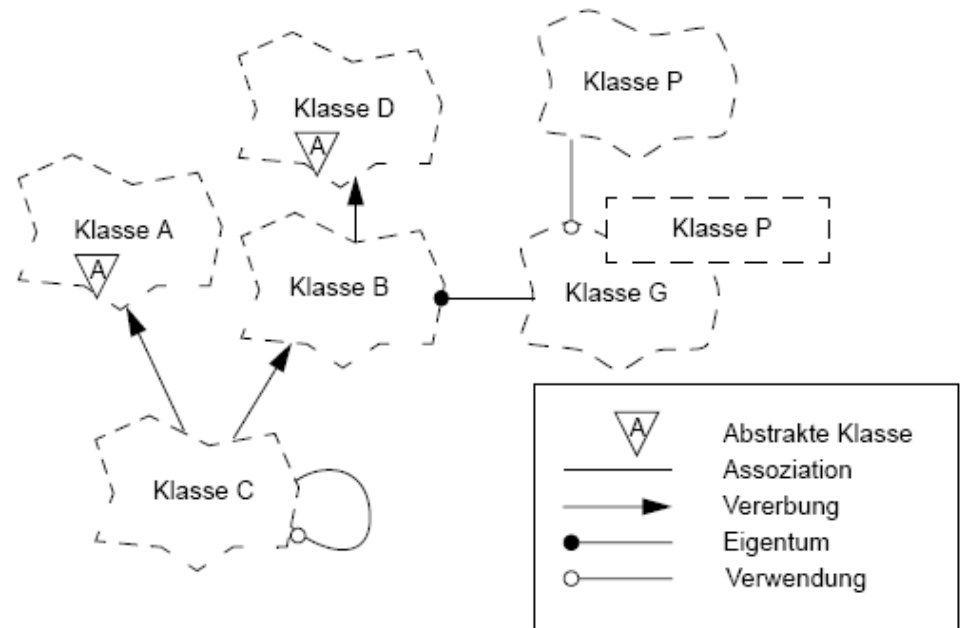 Klasse P
Klasse D
A
Klasse A
A
Klasse P
Klasse B
Klasse G
Klasse C
A Abstrakte Klasse
Assoziation
Vererbung
Eigentum
Verwendung